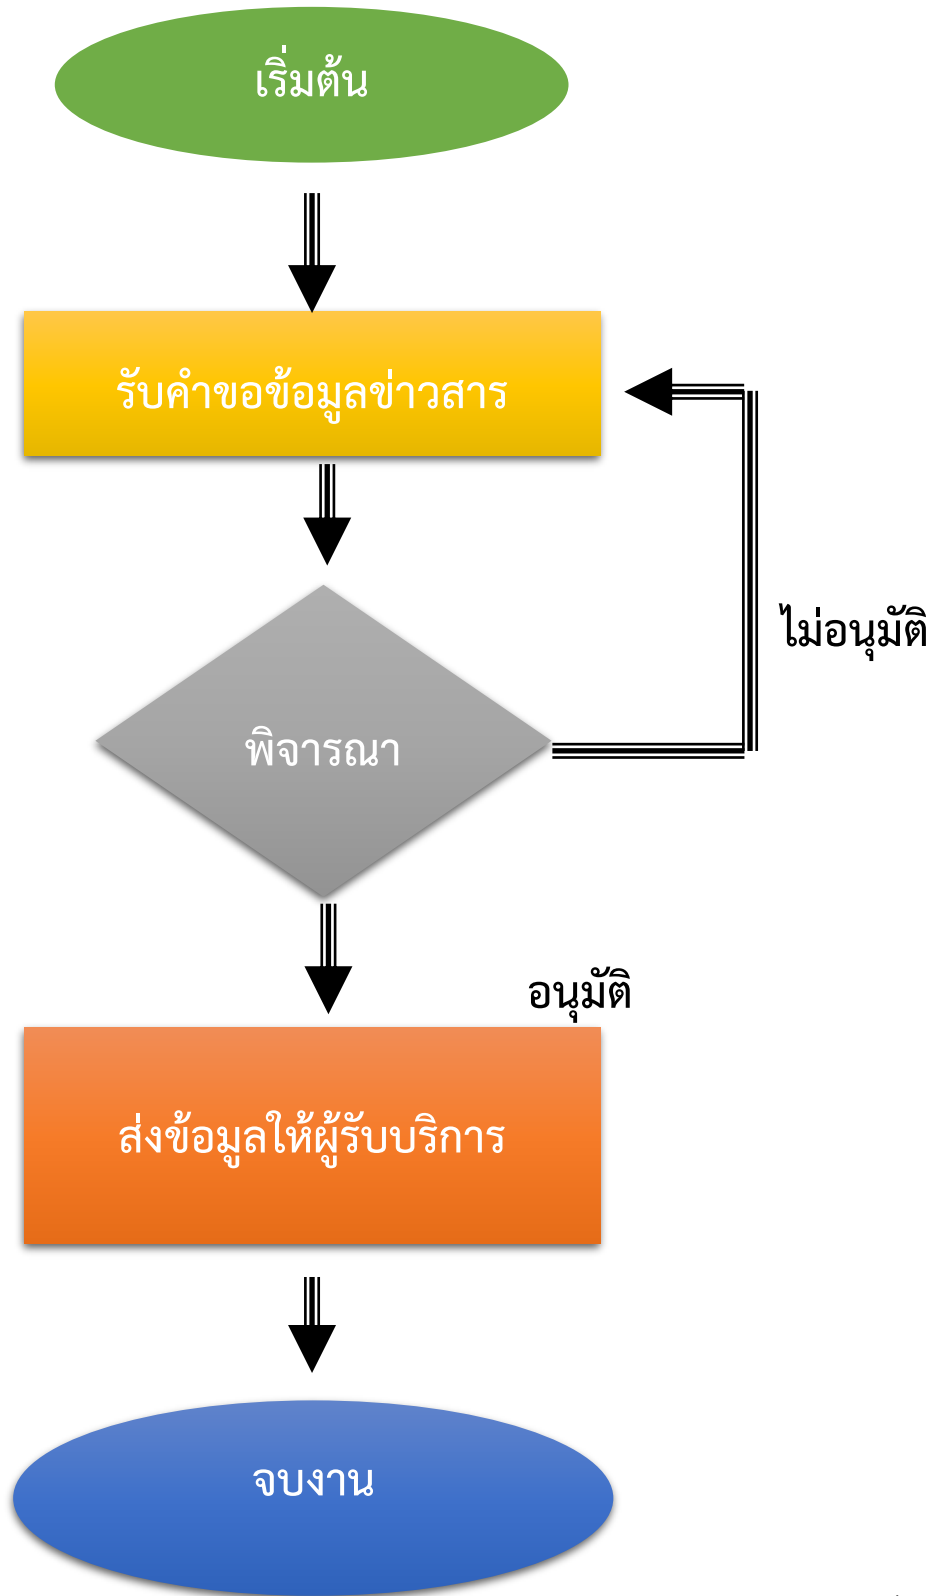 เริ่มต้น
รับคำขอข้อมูลข่าวสาร
ไม่อนุมัติ
พิจารณา
อนุมัติ
ส่งข้อมูลให้ผู้รับบริการ
จบงาน